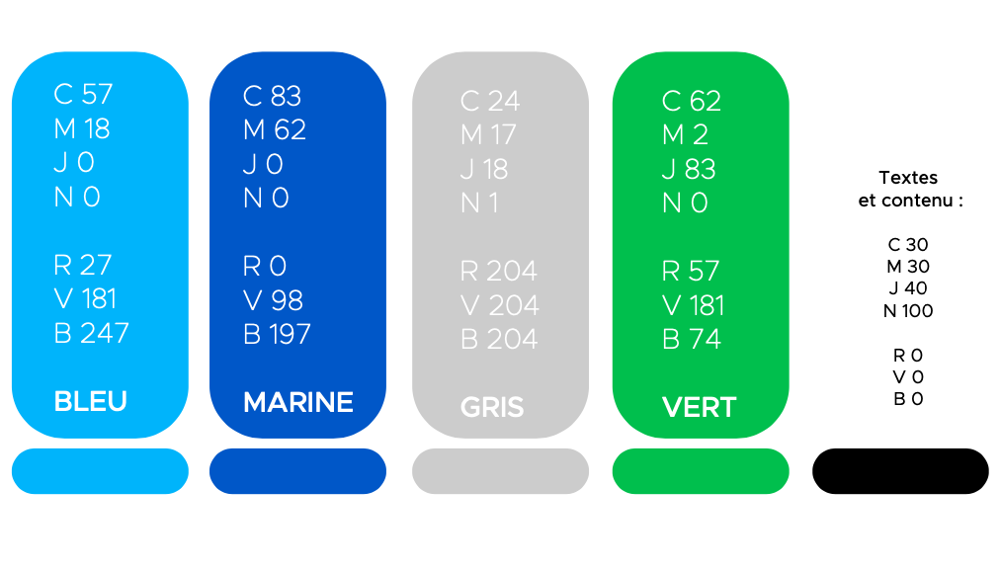 C 57
M 18
J 0
N 0
R 27
V 181
B 247
BLEU
C 83
M 62
J 0
N 0
R 0
V 98
B 197
MARINE
C 24
M 17
J 18
N 1
R 204
V 204
B 204
GRIS
C 62
M 2
J 83
N 0
R 57
V 181
B 74
VERT
Textes
et contenu :
C 30
M 30
J 40
N 100
R 0
V 0
B 0